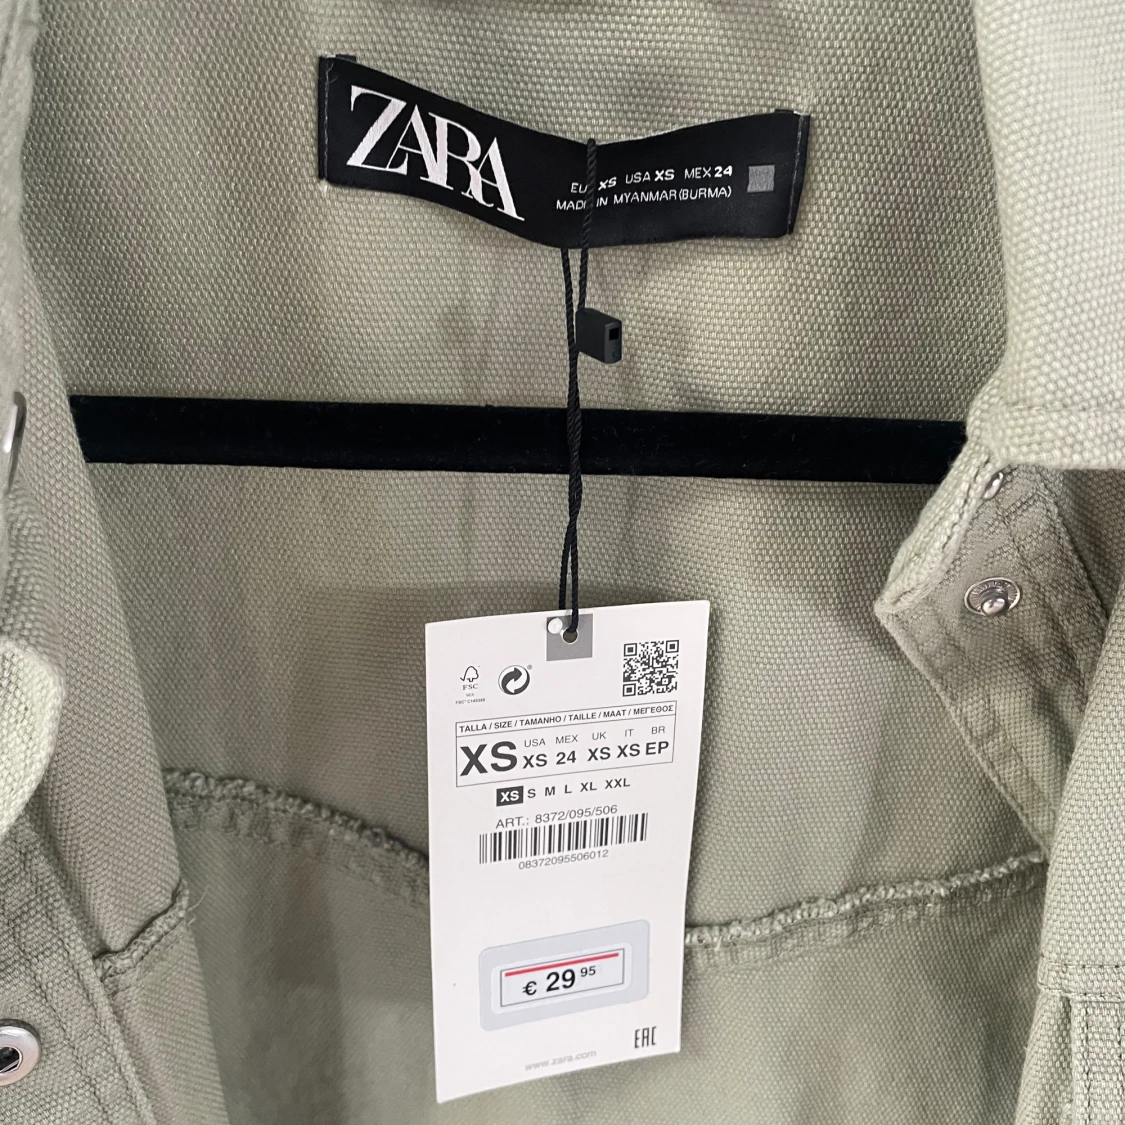 ZARA
EU XS USA XS MEX 24
MADE IN MYANMAR (BURMA)
FSC
TALLA / SIZE / TAMANHO / TAILLE / MAAT / ΜΕΓΕΘΟΣ
XS
USA MEX UK IT BR
XS 24 XS XS EP
XS S M L XL XXL
ART.: 8372/095/506
08372095506012
€ 29 95
EAC
www.zara.com